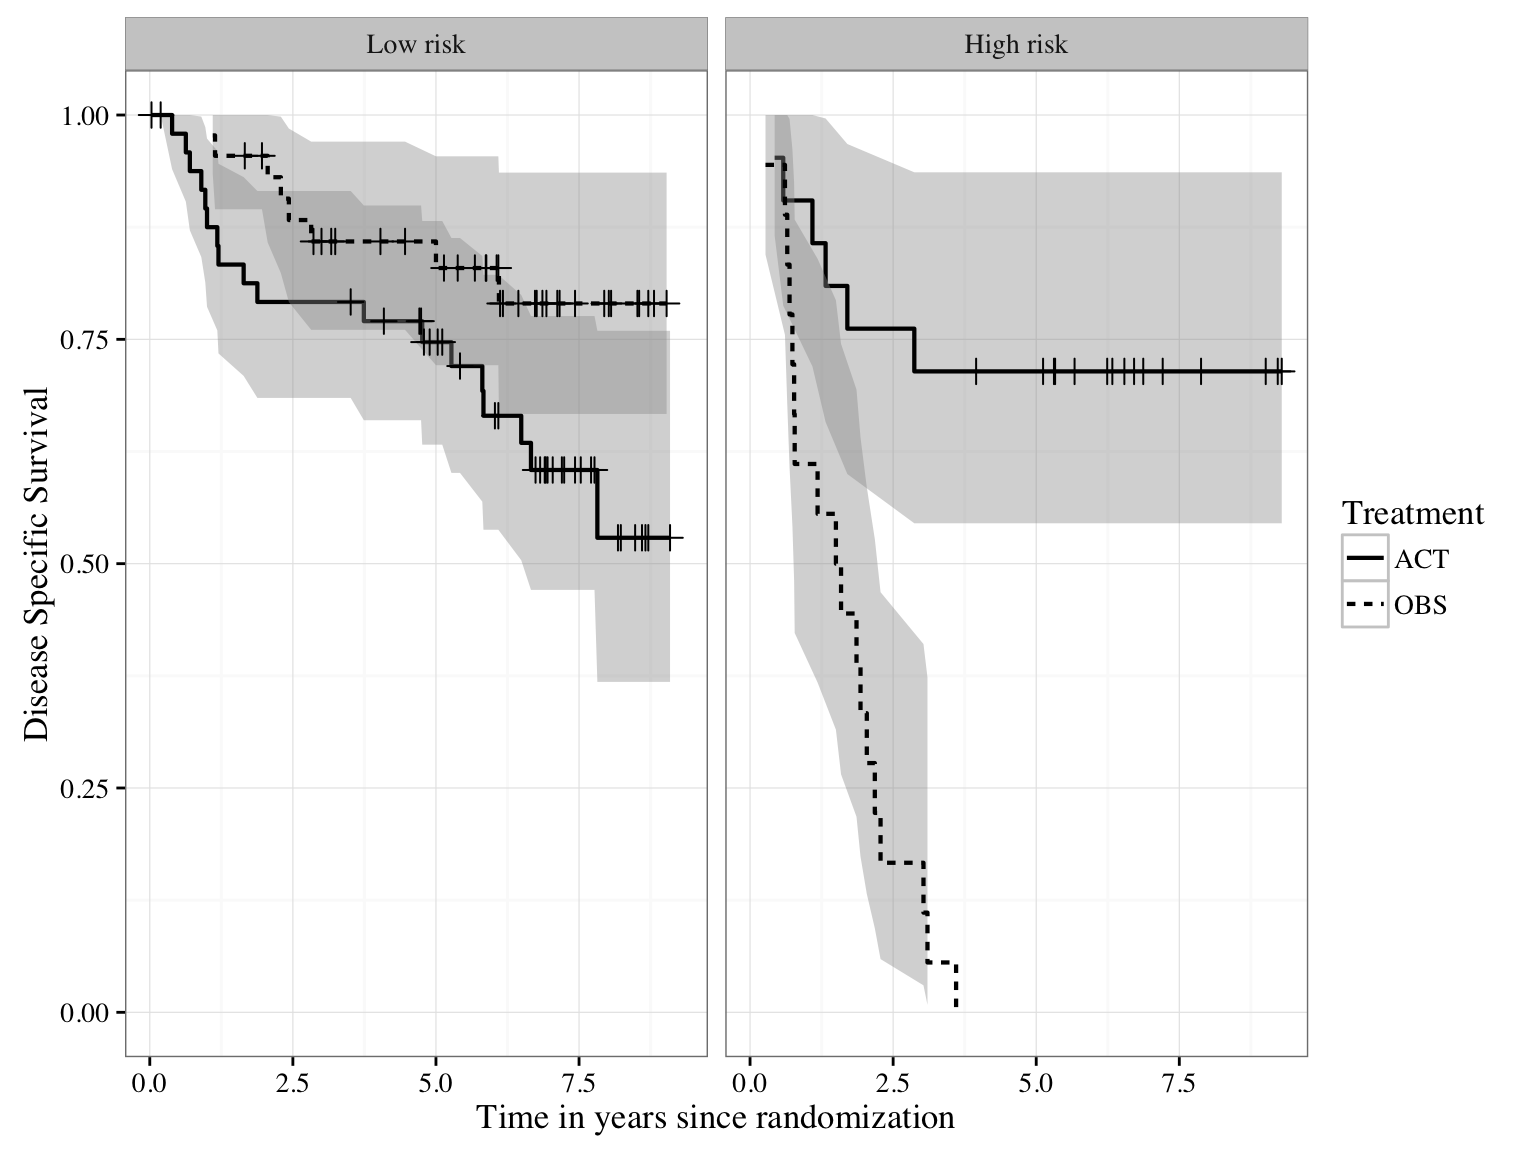 Low risk
High risk
Disease Specific Survival
1.00
0.75
0.50
0.25
0.00
0.0 2.5 5.0 7.5
0.0 2.5 5.0 7.5
Time in years since randomization
Treatment
ACT
OBS